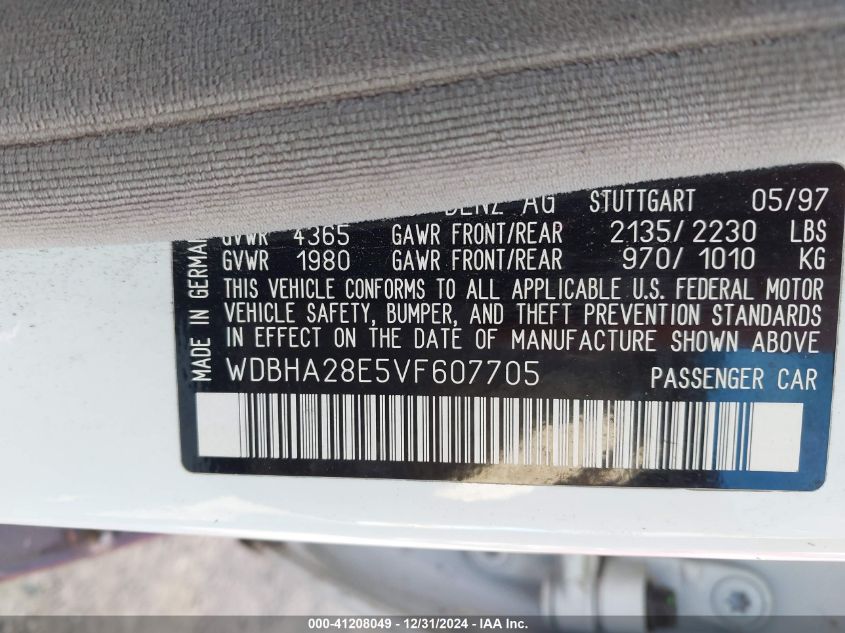 BENZ AG STUTTGART 05/97
GVWR 4365 GAWR FRONT/REAR 2135/2230 LBS
GVWR 1980 GAWR FRONT/REAR 970/1010 KG
THIS VEHICLE CONFORMS TO ALL APPLICABLE U.S. FEDERAL MOTOR
VEHICLE SAFETY, BUMPER, AND THEFT PREVENTION STANDARDS
IN EFFECT ON THE DATE OF MANUFACTURE SHOWN ABOVE
WDBHA28E5VF607705 PASSENGER CAR
MADE IN GERMANY
000-41208049 - 12/31/2024 - IAA Inc.